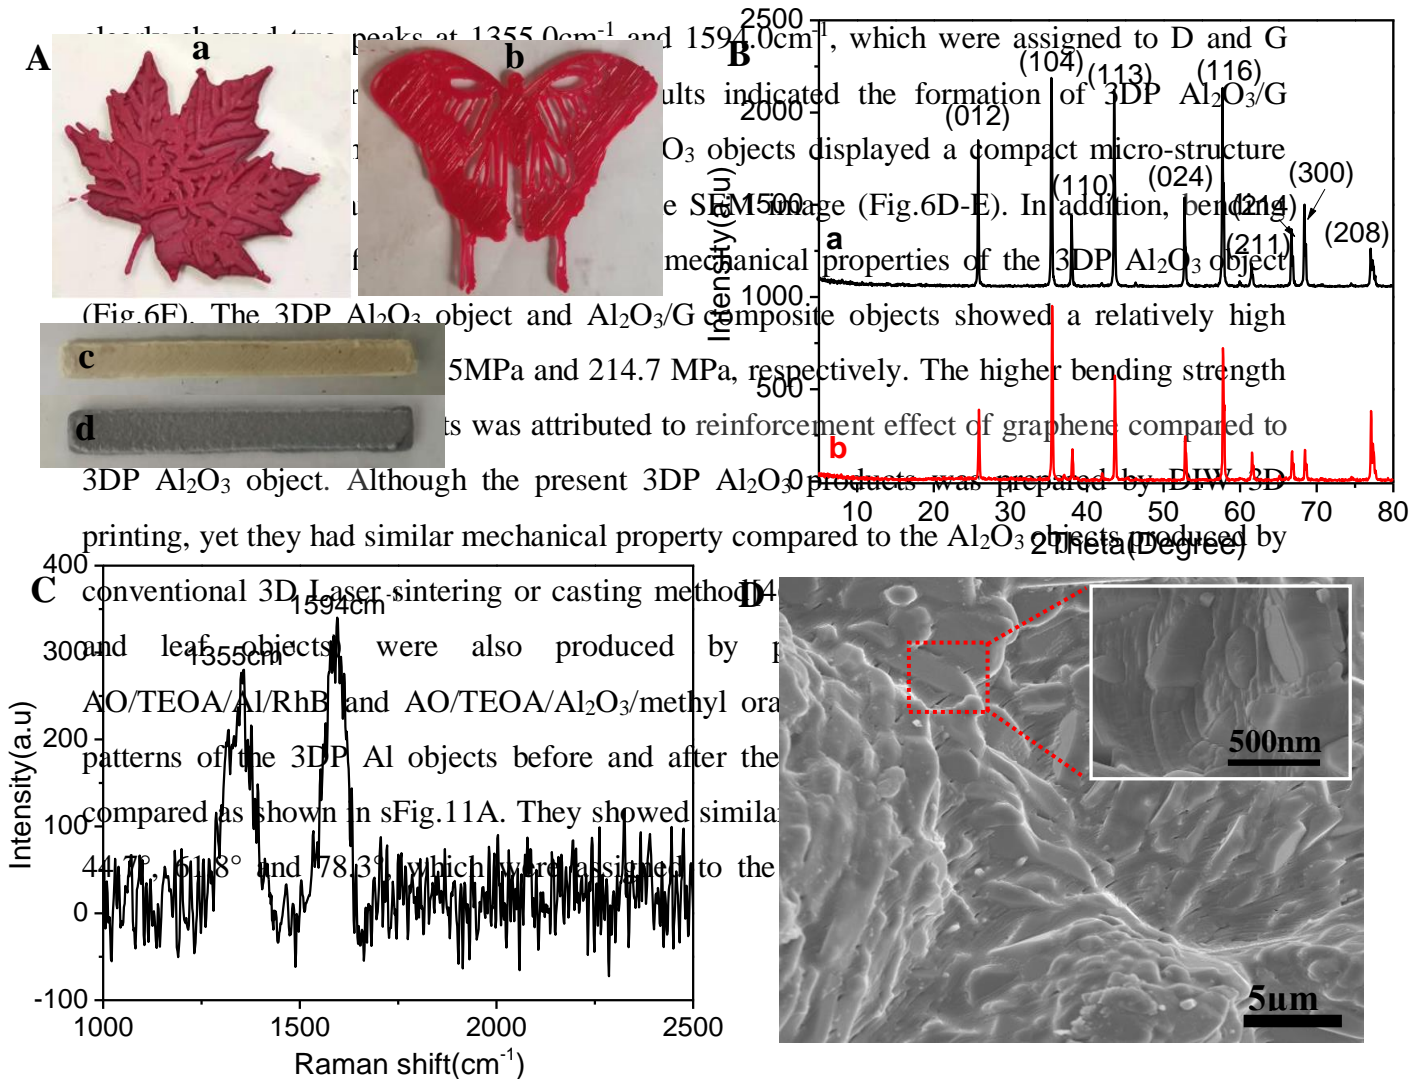 clearly showed two peaks at 1355.0cm⁻¹ and 1594.0cm⁻¹, which were assigned to D and G
ults indicated the formation of 3DP Al₂O₃/G
O₃ objects displayed a compact micro-structure
e SEM image (Fig.6D-E). In addition, bending
mechanical properties of the 3DP Al₂O₃ object
(Fig.6F). The 3DP Al₂O₃ object and Al₂O₃/G composite objects showed a relatively high
5MPa and 214.7 MPa, respectively. The higher bending strength
ts was attributed to reinforcement effect of graphene compared to
3DP Al₂O₃ object. Although the present 3DP Al₂O₃ products was prepared by DIW 3D
printing, yet they had similar mechanical property compared to the Al₂O₃ objects produced by
conventional 3D Laser sintering or casting method[4
and leaf objects) were also produced by p
AO/TEOA/Al/RhB and AO/TEOA/Al₂O₃/methyl ora
patterns of the 3DP Al objects before and after the
compared as shown in sFig.11A. They showed similar
44.7°, 61.8° and 78.3°, which were assigned to the
A
a
b
c
d
B
2500
2000
1500
1000
500
0
Intensity(a.u)
(012)
(104)
(110)
(113)
(024)
(116)
(211)
(214)
(300)
(208)
a
b
10 20 30 40 50 60 70 80
2Theta(Degree)
C
400
300
200
100
0
-100
Intensity(a.u)
1355cm⁻¹
1594cm⁻¹
1000 1500 2000 2500
Raman shift(cm⁻¹)
D
500nm
5μm